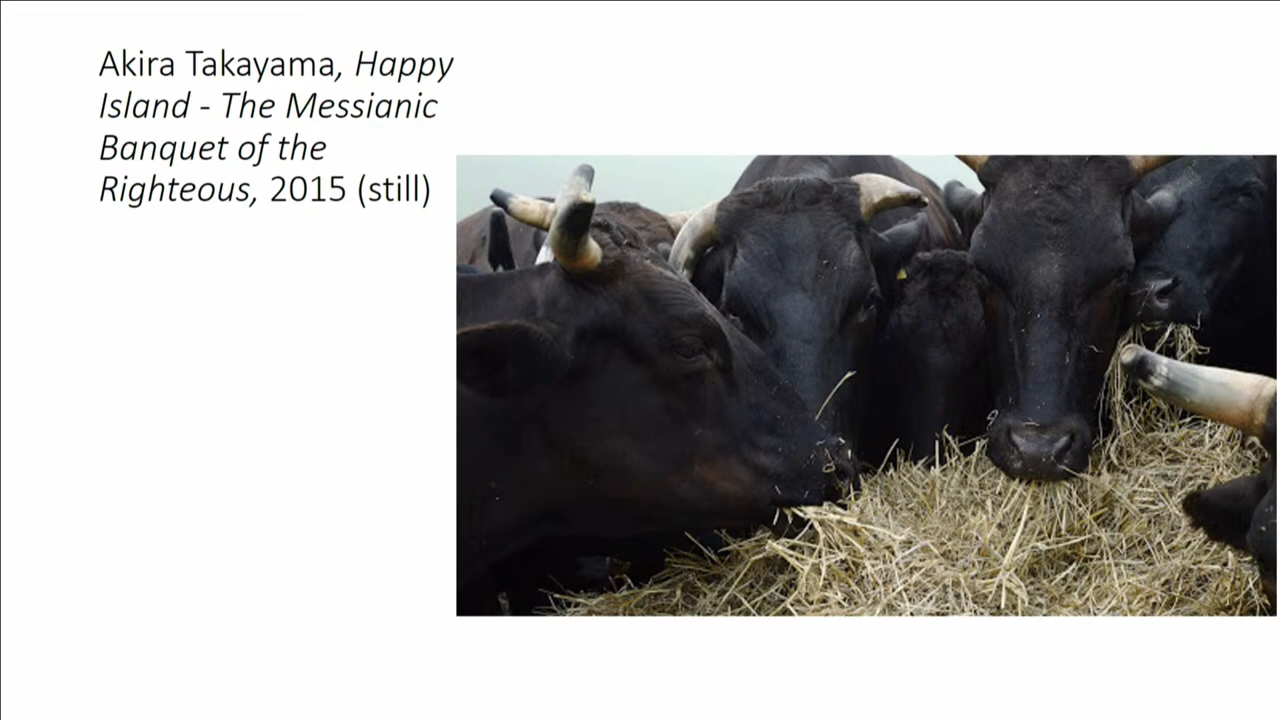 Akira Takayama, Happy
Island - The Messianic
Banquet of the
Righteous, 2015 (still)